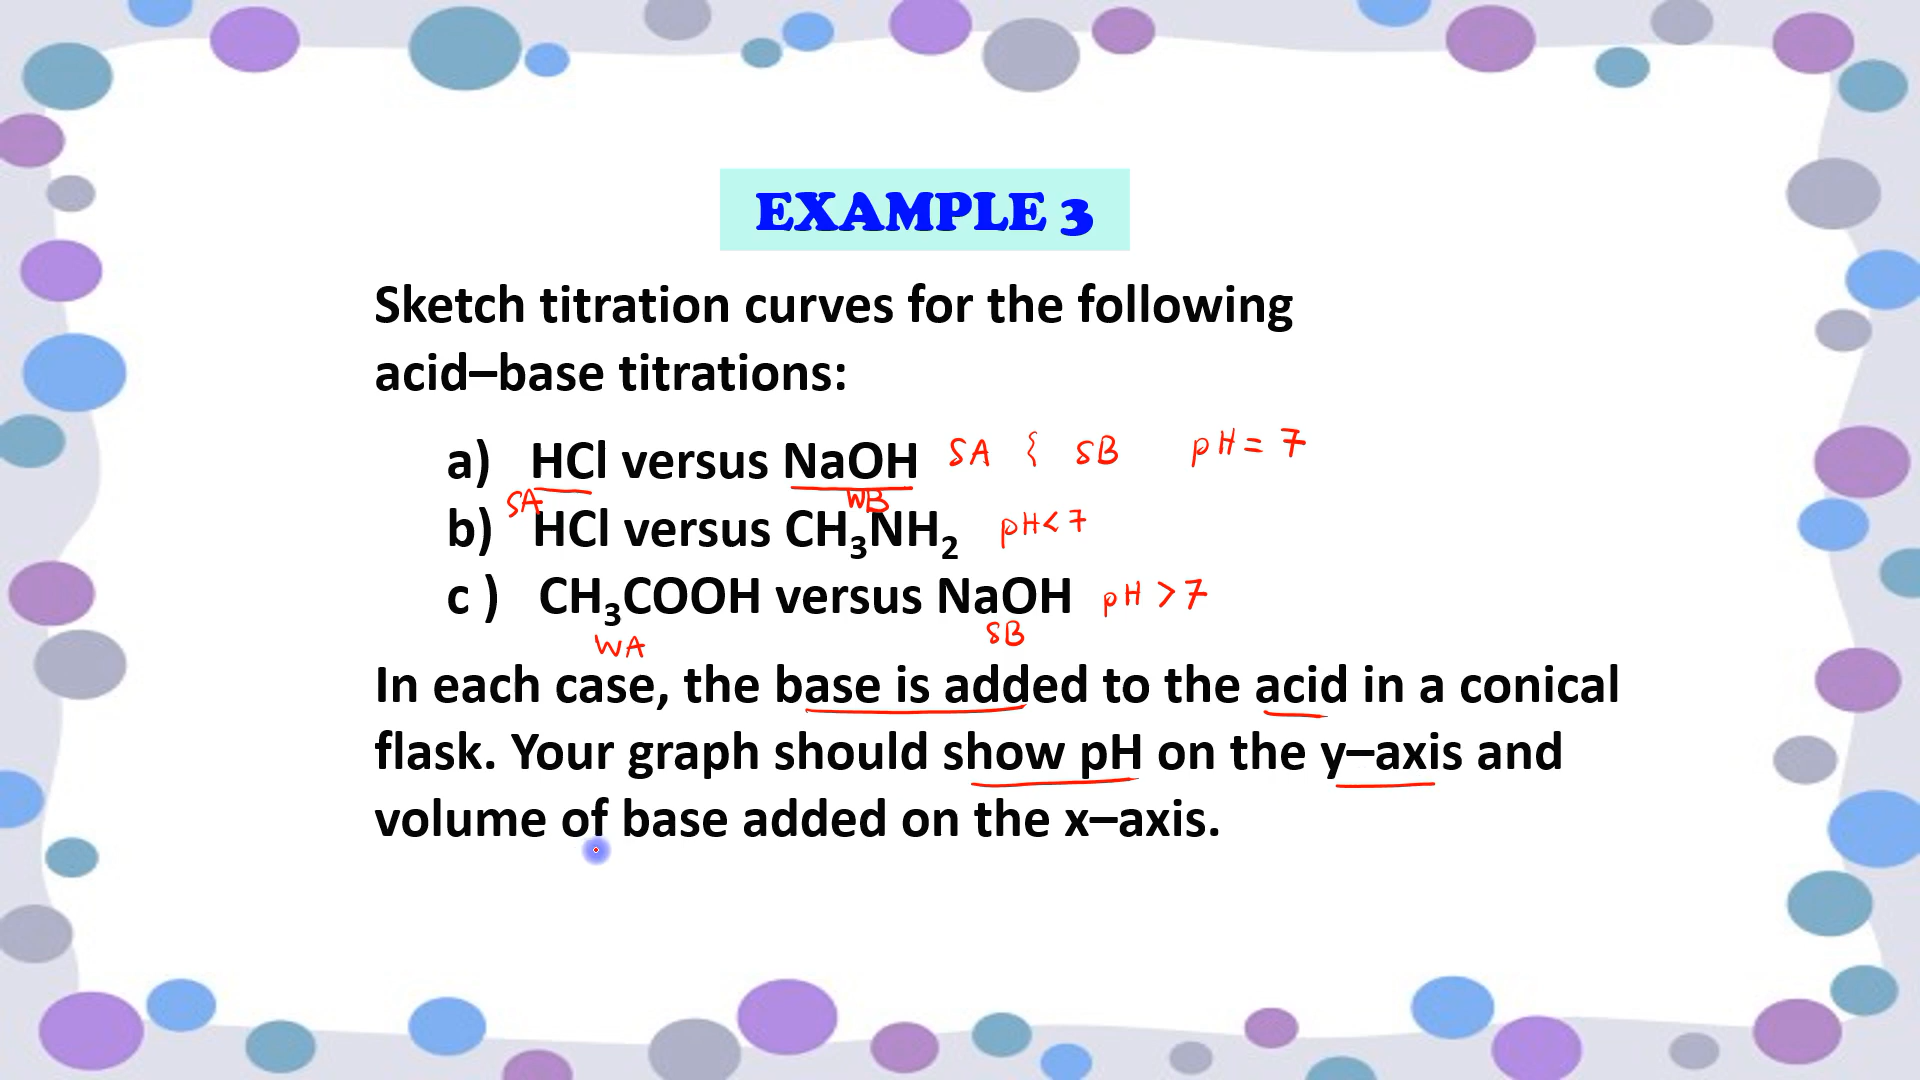 EXAMPLE 3
Sketch titration curves for the following
acid–base titrations:
a) HCl versus NaOH SA { SB pH = 7
SA WB
b) HCl versus CH₃NH₂ pH < 7
c ) CH₃COOH versus NaOH pH > 7
WA SB
In each case, the base is added to the acid in a conical
flask. Your graph should show pH on the y–axis and
volume of base added on the x–axis.